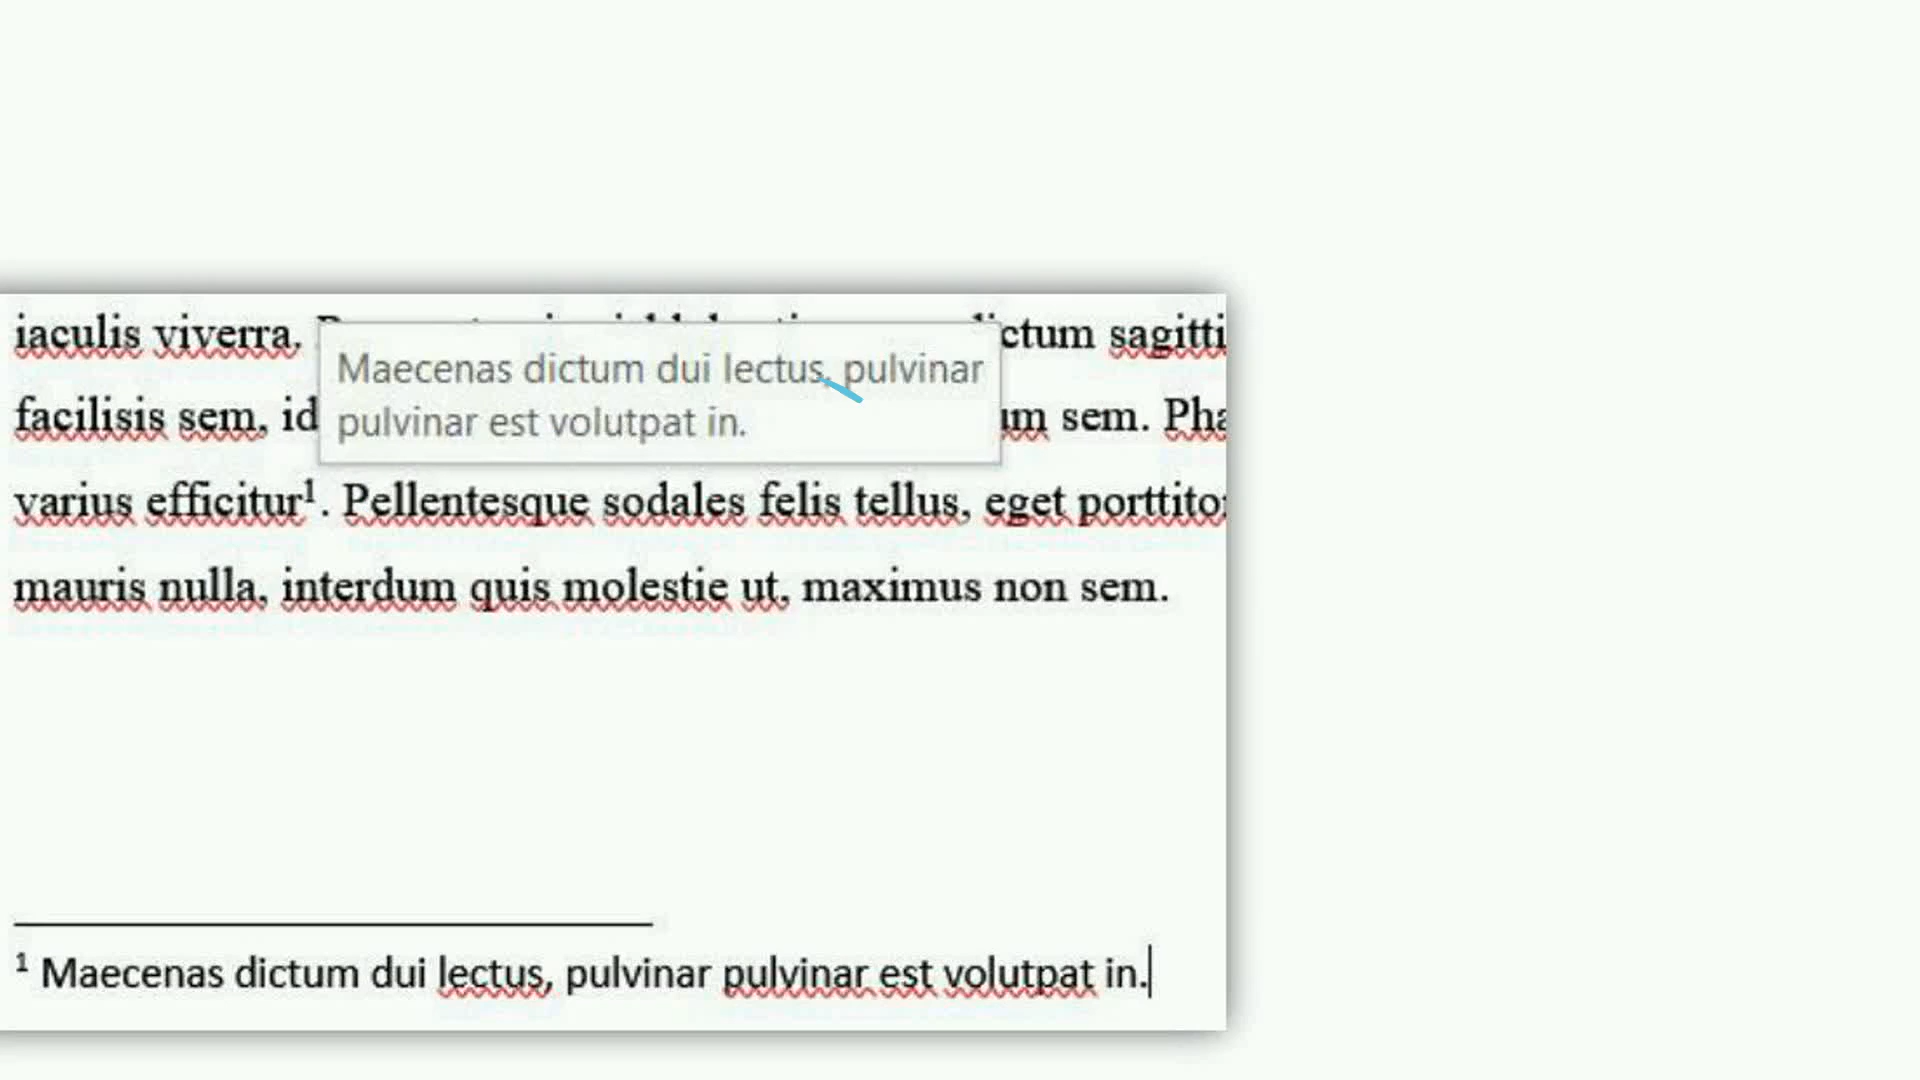 iaculis viverra. ctum sagitti
Maecenas dictum dui lectus, pulvinar
facilisis sem, id um sem. Pha
pulvinar est volutpat in.
varius efficitur¹. Pellentesque sodales felis tellus, eget porttitor
mauris nulla, interdum quis molestie ut, maximus non sem.
¹ Maecenas dictum dui lectus, pulvinar pulvinar est volutpat in.